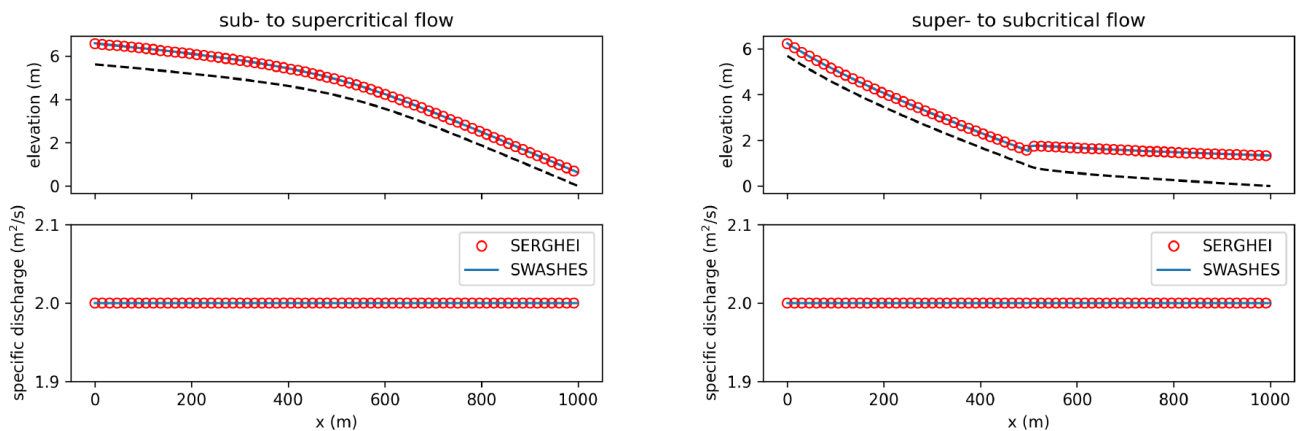 sub- to supercritical flow
elevation (m)
6
4
2
0
specific discharge (m²/s)
2.1
2.0
1.9
SERGHEI
SWASHES
0 200 400 600 800 1000
x (m)
super- to subcritical flow
elevation (m)
6
4
2
0
specific discharge (m²/s)
2.1
2.0
1.9
SERGHEI
SWASHES
0 200 400 600 800 1000
x (m)